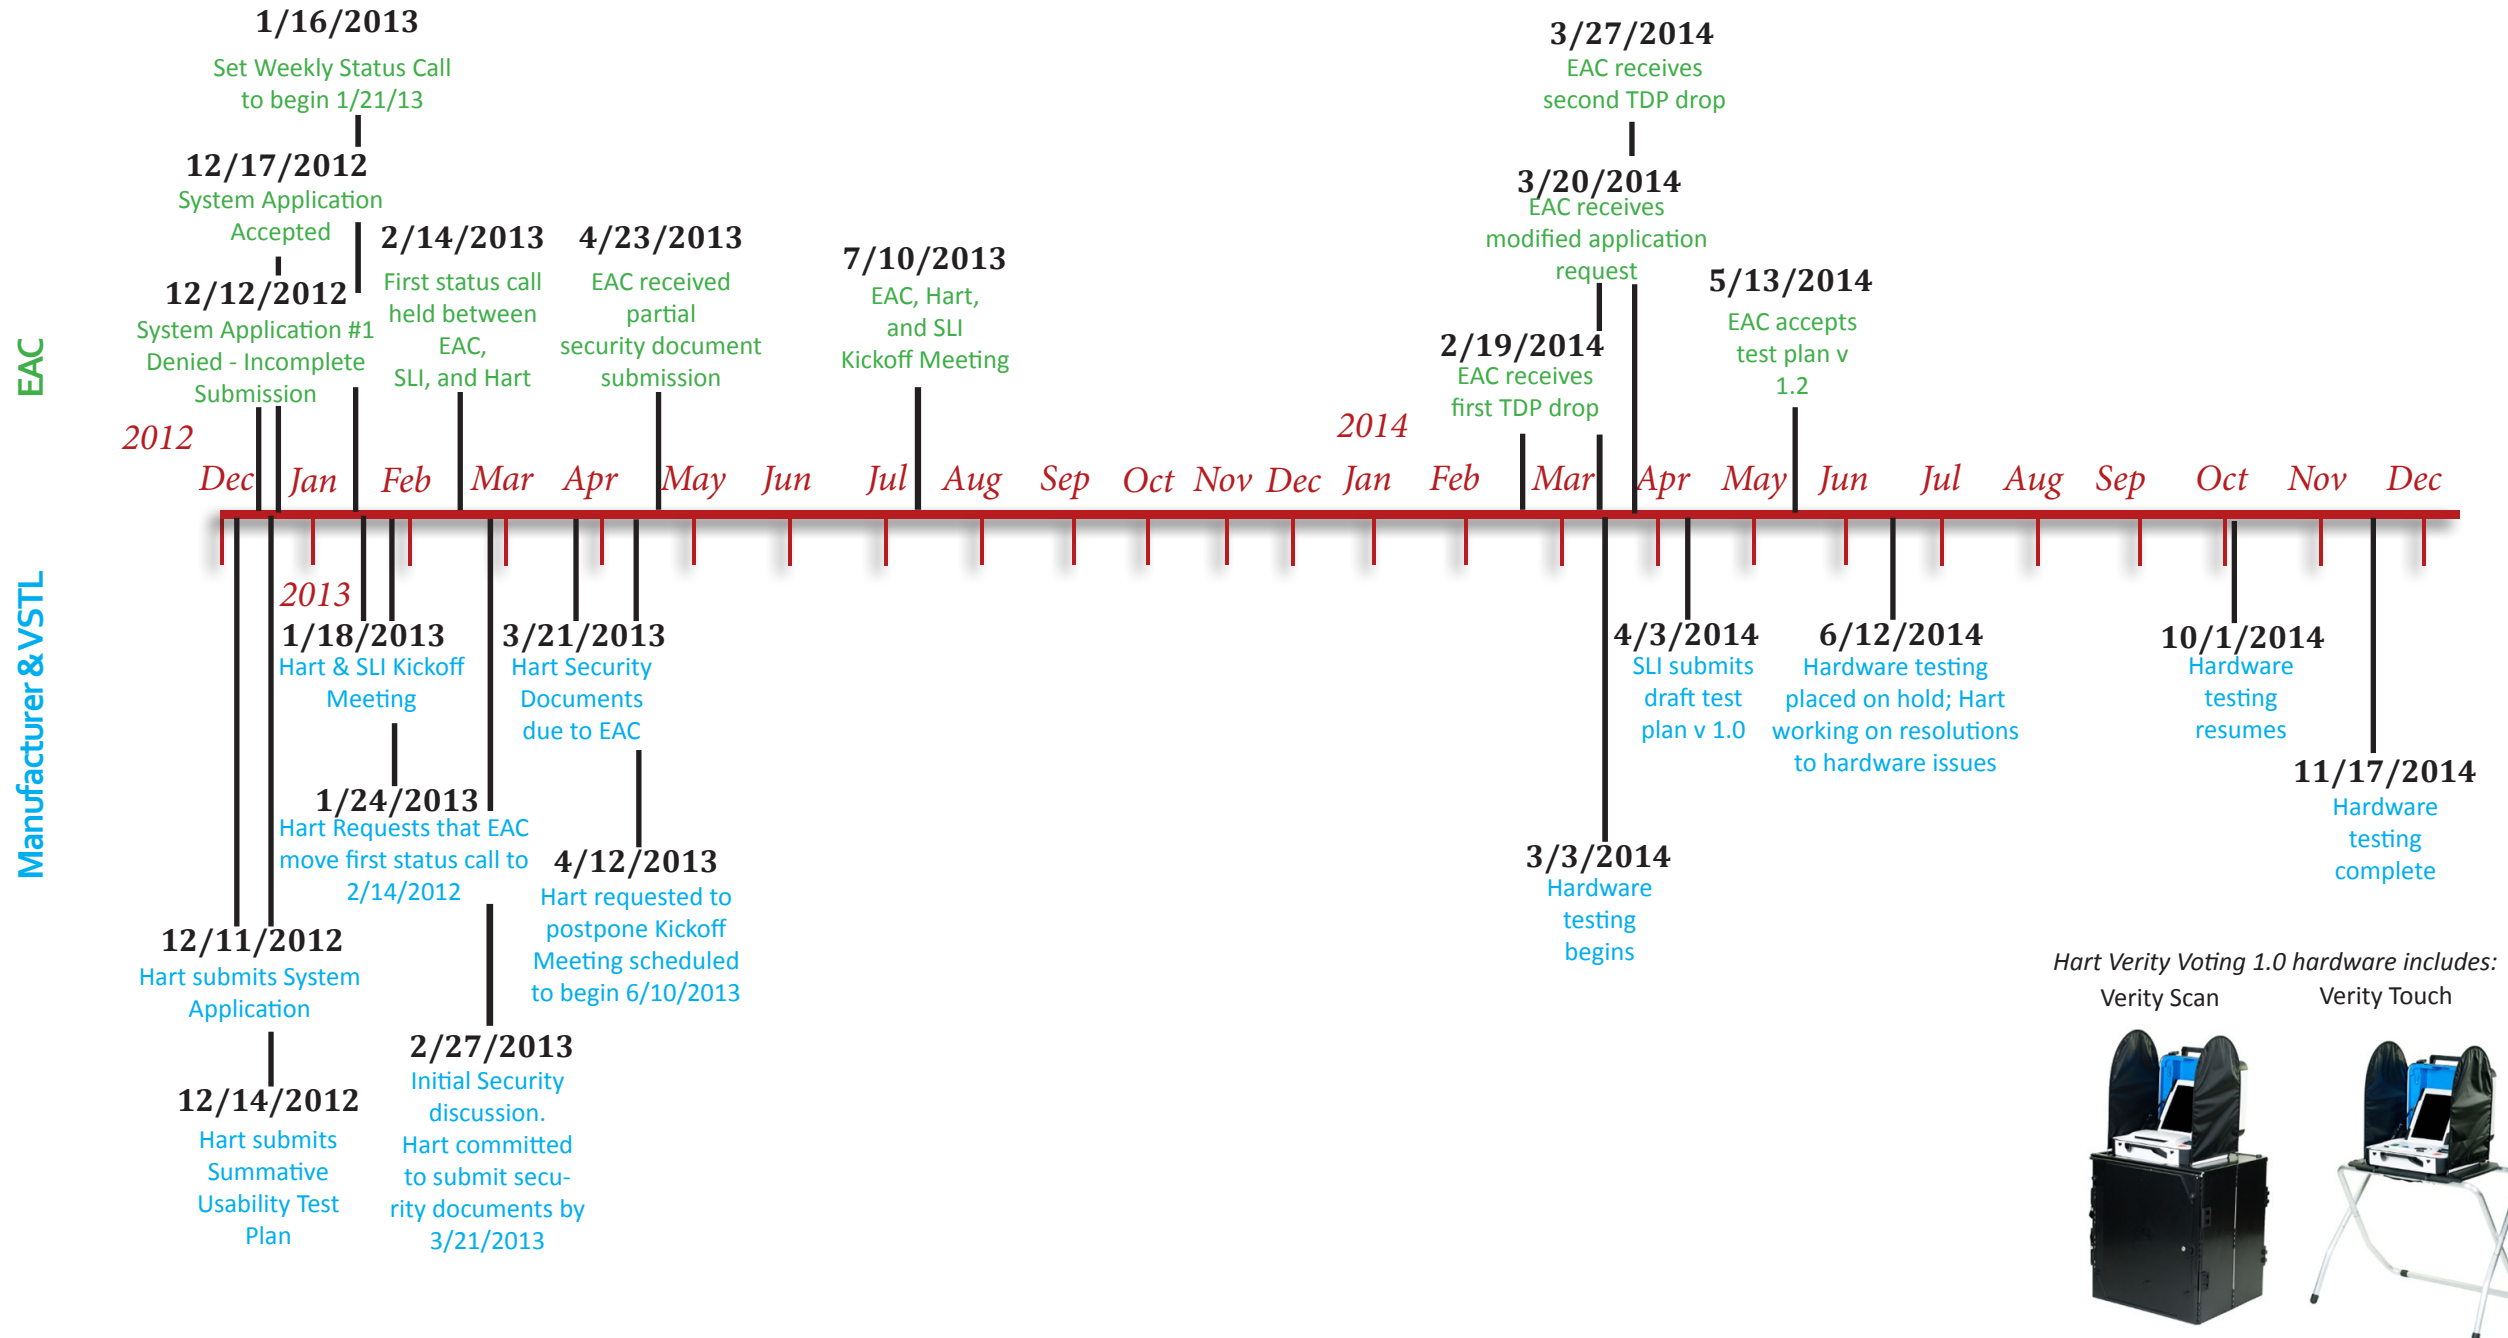 1/16/2013
Set Weekly Status Call
to begin 1/21/13
12/17/2012
System Application
Accepted
12/12/2012
System Application #1
Denied - Incomplete
Submission
2/14/2013
First status call
held between
EAC,
SLI, and Hart
4/23/2013
EAC received
partial
security document
submission
7/10/2013
EAC, Hart,
and SLI
Kickoff Meeting
3/27/2014
EAC receives
second TDP drop
3/20/2014
EAC receives
modified application
request
2/19/2014
EAC receives
first TDP drop
5/13/2014
EAC accepts
test plan v
1.2
EAC
2012
2014
Dec Jan Feb Mar Apr May Jun Jul Aug Sep Oct Nov Dec Jan Feb Mar Apr May Jun Jul Aug Sep Oct Nov Dec
2013
Manufacturer & VSTL
1/18/2013
Hart & SLI Kickoff
Meeting
1/24/2013
Hart Requests that EAC
move first status call to
2/14/2012
12/11/2012
Hart submits System
Application
12/14/2012
Hart submits
Summative
Usability Test
Plan
2/27/2013
Initial Security
discussion.
Hart committed
to submit secu-
rity documents by
3/21/2013
3/21/2013
Hart Security
Documents
due to EAC
4/12/2013
Hart requested to
postpone Kickoff
Meeting scheduled
to begin 6/10/2013
3/3/2014
Hardware
testing
begins
4/3/2014
SLI submits
draft test
plan v 1.0
6/12/2014
Hardware testing
placed on hold; Hart
working on resolutions
to hardware issues
10/1/2014
Hardware
testing
resumes
11/17/2014
Hardware
testing
complete
Hart Verity Voting 1.0 hardware includes:
Verity Scan
Verity Touch